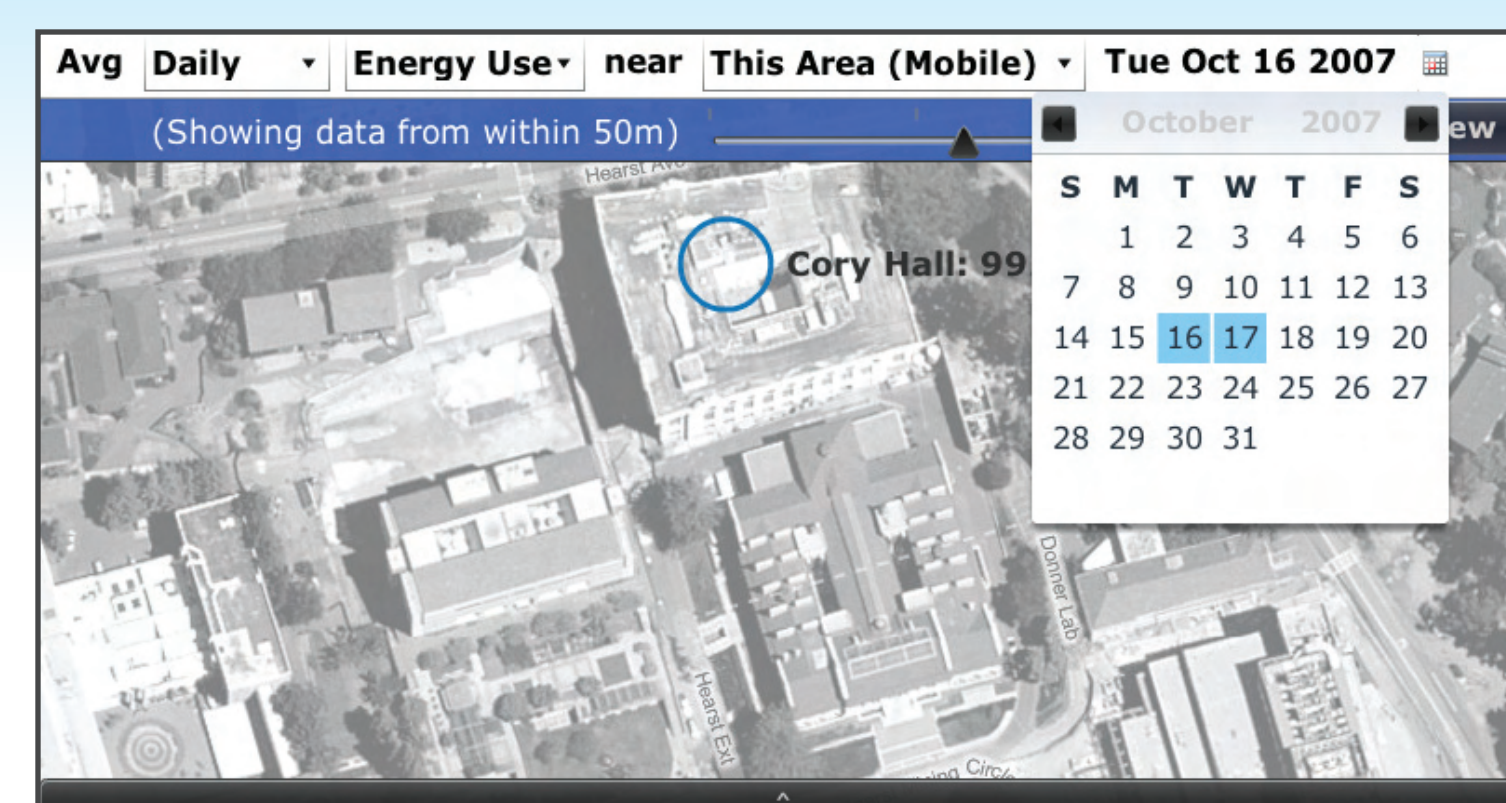 Avg Daily Energy Use near This Area (Mobile) Tue Oct 16 2007
(Showing data from within 50m)
October 2007
S M T W T F S
1 2 3 4 5 6
7 8 9 10 11 12 13
14 15 16 17 18 19 20
21 22 23 24 25 26 27
28 29 30 31
Hearst
Cory Hall: 99
Donner Lab
Hearst Ext